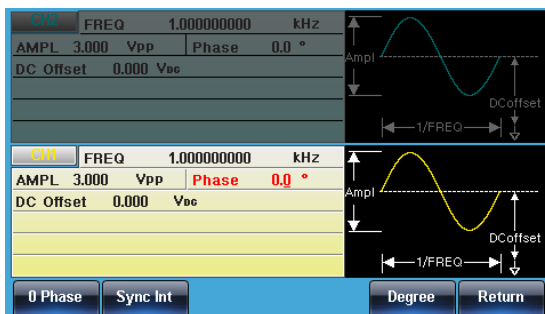 CH2 FREQ 1.000000000 kHz
AMPL 3.000 Vpp Phase 0.0 °
DC Offset 0.000 VDC
Ampl
DCoffset
1/FREQ
CH1 FREQ 1.000000000 kHz
AMPL 3.000 Vpp Phase 0.0 °
DC Offset 0.000 VDC
Ampl
DCoffset
1/FREQ
0 Phase Sync Int Degree Return